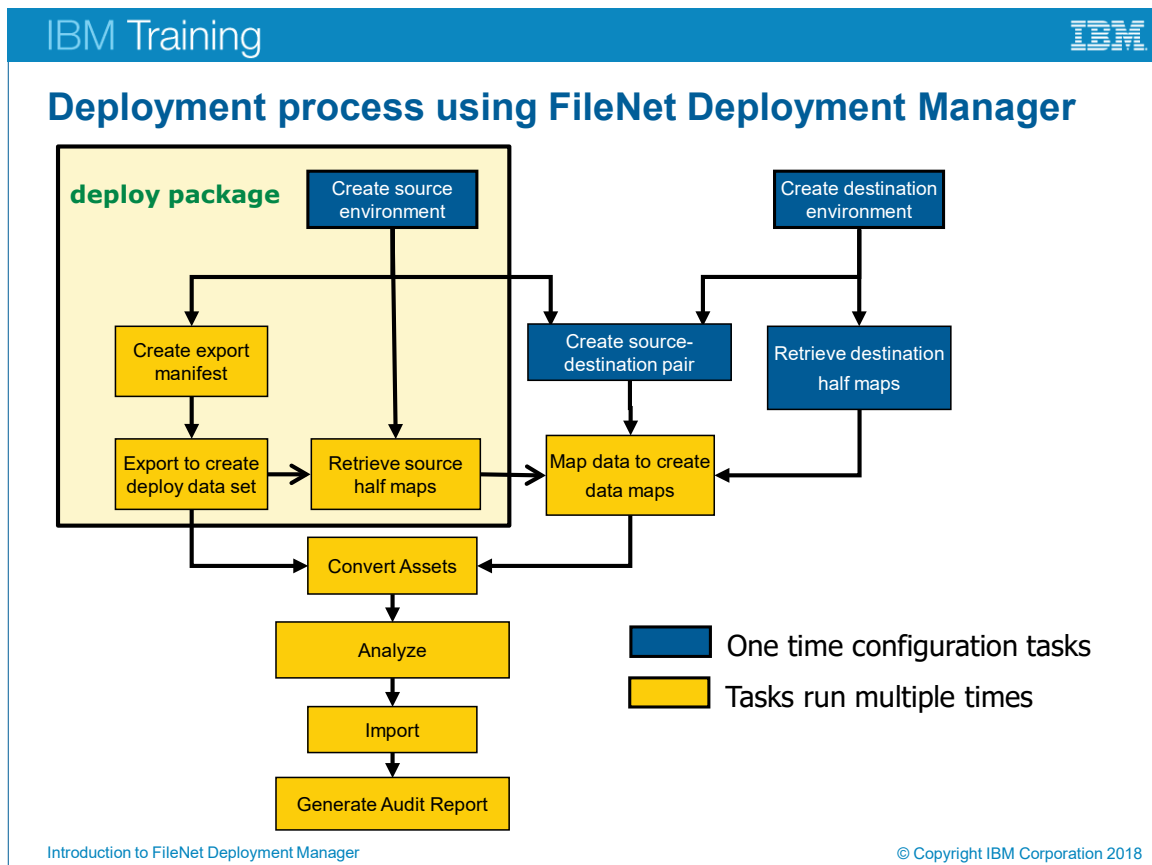 IBM Training
IBM
Deployment process using FileNet Deployment Manager
deploy package
Create source
environment
Create destination
environment
Create export
manifest
Create source-
destination pair
Retrieve destination
half maps
Export to create
deploy data set
Retrieve source
half maps
Map data to create
data maps
Convert Assets
Analyze
One time configuration tasks
Tasks run multiple times
Import
Generate Audit Report
Introduction to FileNet Deployment Manager
© Copyright IBM Corporation 2018